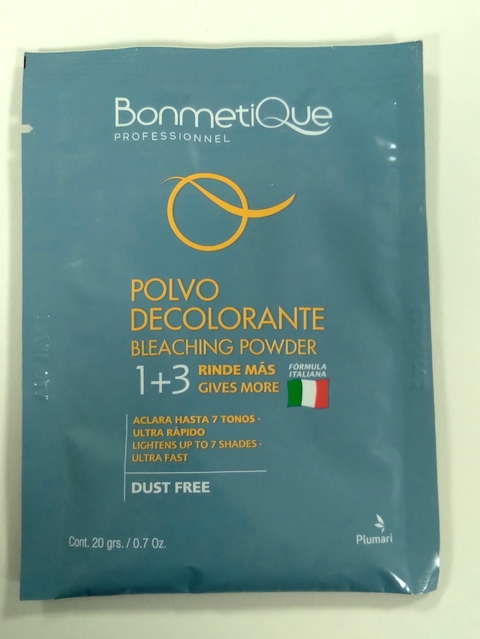 BonmetiQue
PROFESSIONNEL
POLVO
DECOLORANTE
BLEACHING POWDER
1+3 RINDE MÁS
GIVES MORE
FÓRMULA
ITALIANA
ACLARA HASTA 7 TONOS -
ULTRA RÁPIDO
LIGHTENS UP TO 7 SHADES -
ULTRA FAST
DUST FREE
Cont. 20 grs. / 0.7 Oz.
Plumari